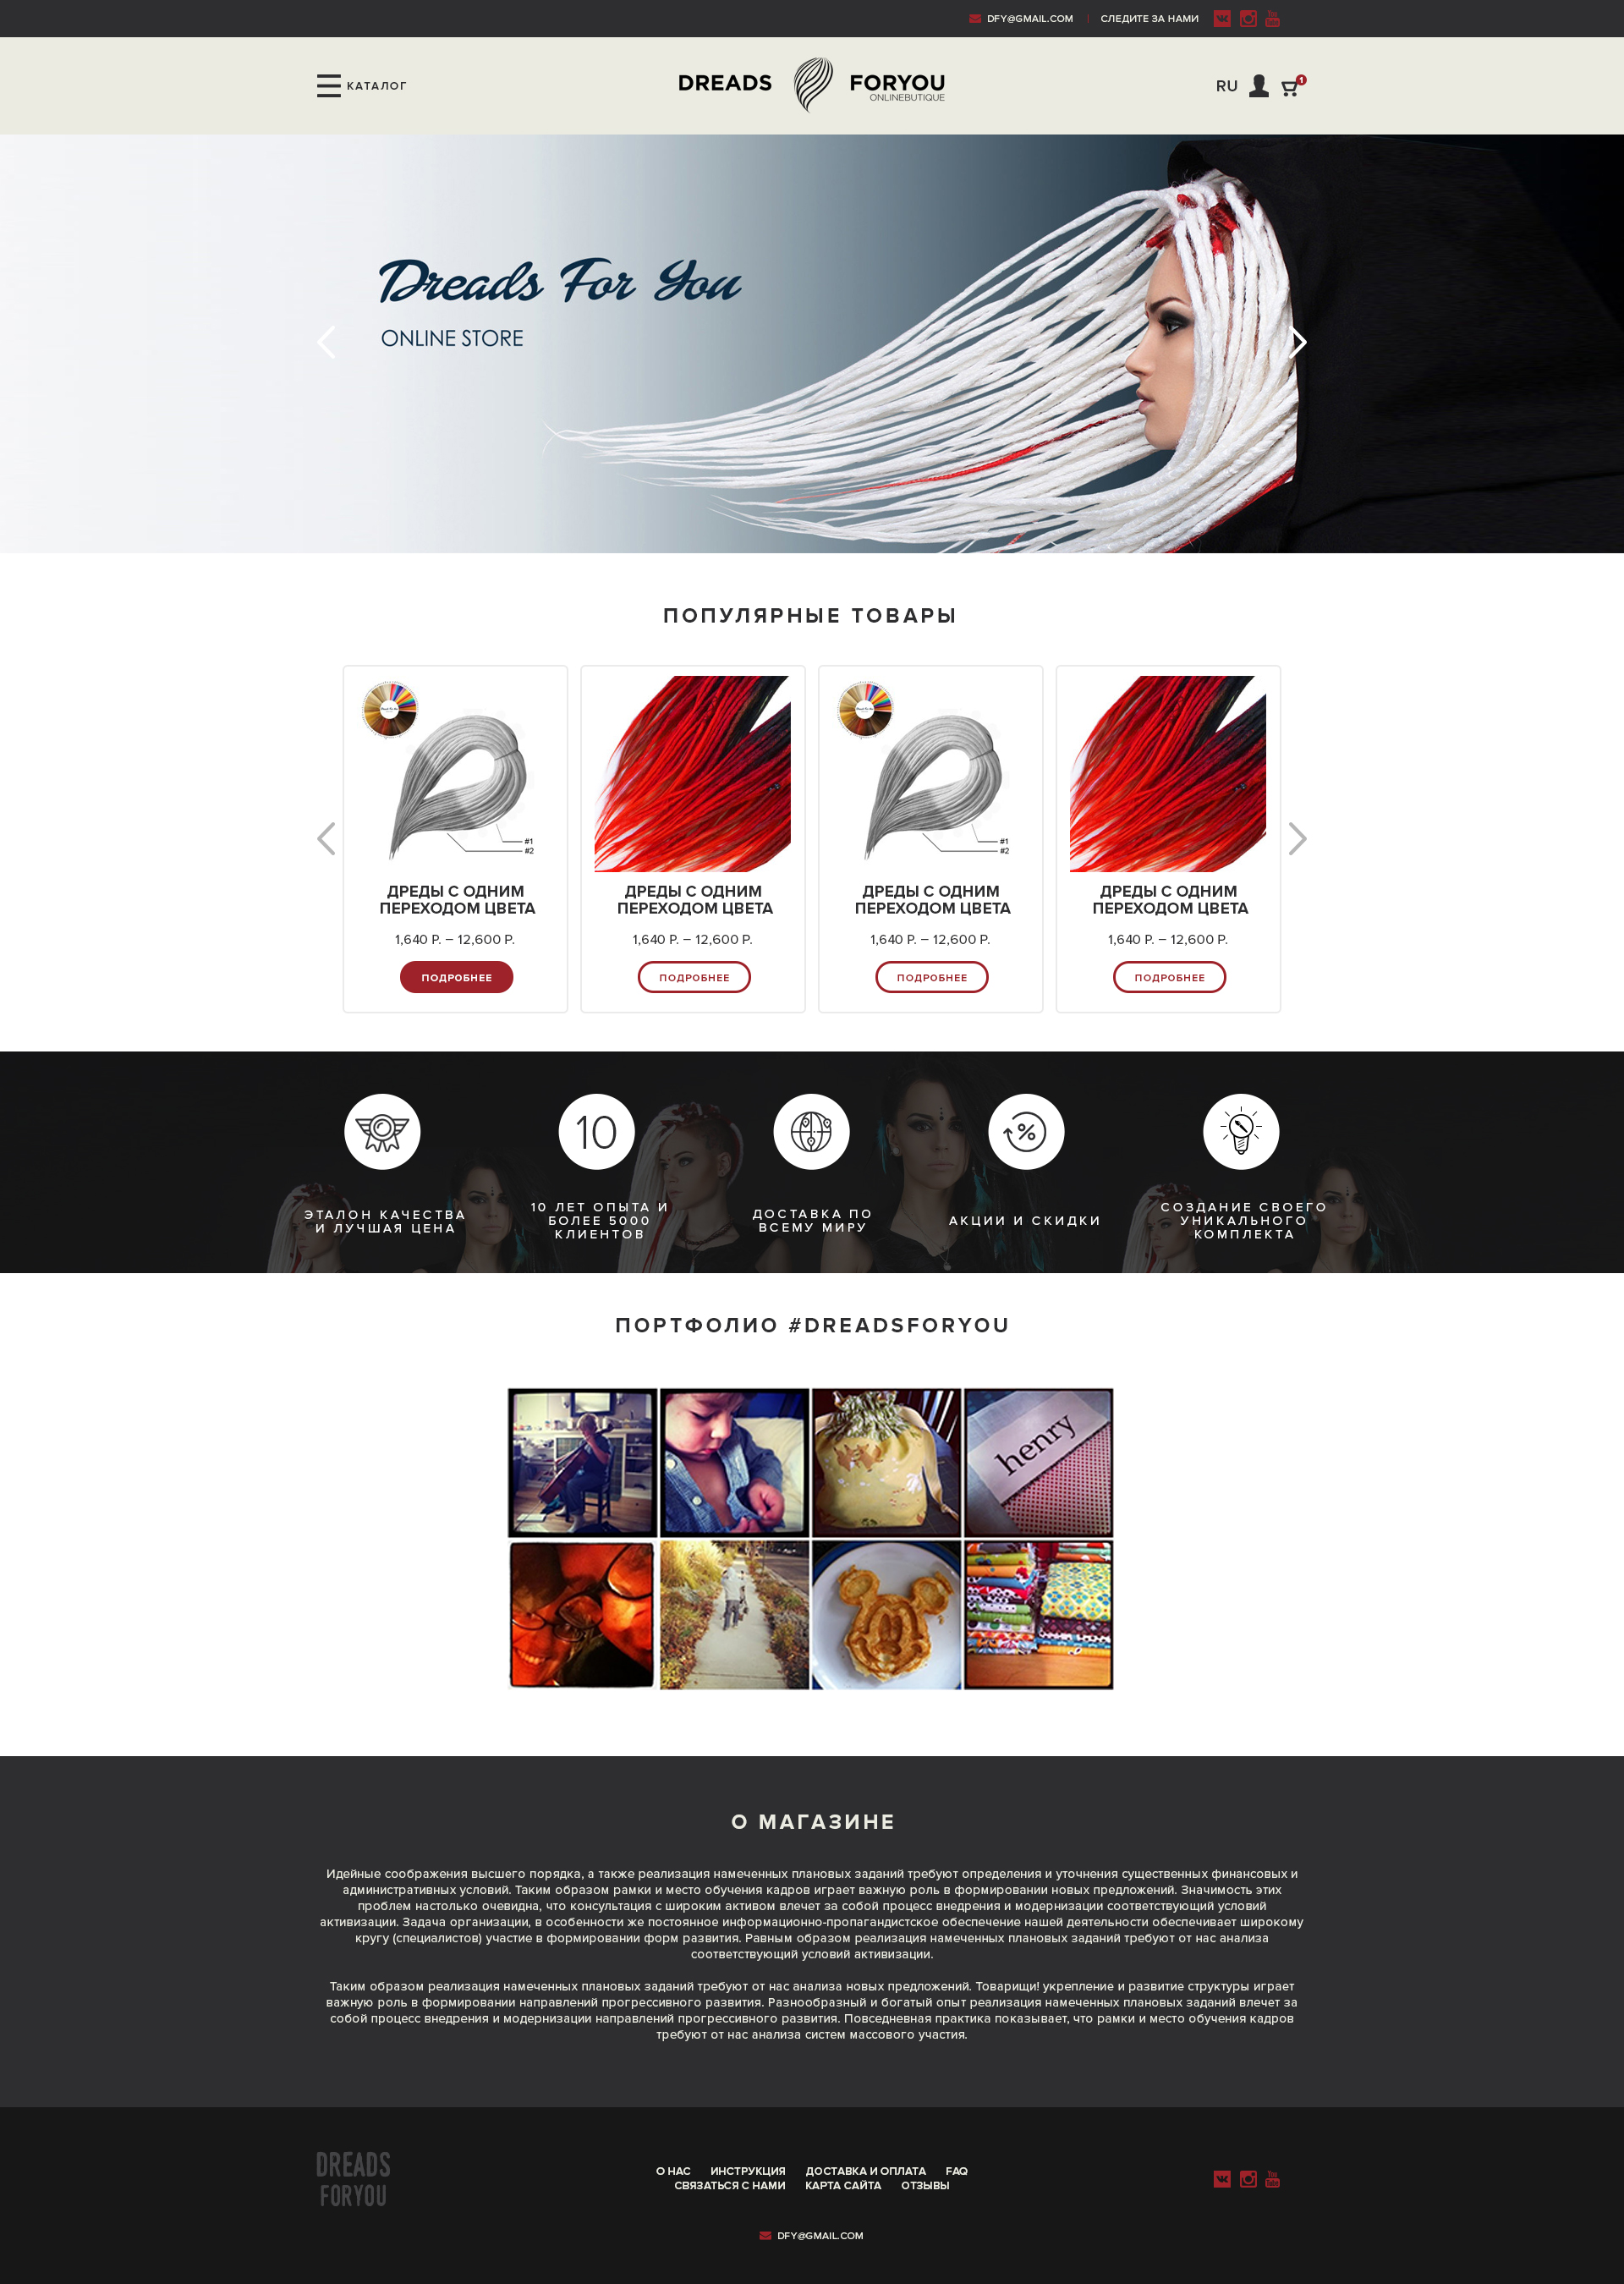 DFY@GMAIL.COM | СЛЕДИТЕ ЗА НАМИ You Tube
КАТАЛОГ
DREADS FORYOU
ONLINEBUTIQUE
RU 1
Dreads For You
ONLINE STORE
ПОПУЛЯРНЫЕ ТОВАРЫ
#1
#2
ДРЕДЫ С ОДНИМ
ПЕРЕХОДОМ ЦВЕТА
1,640 Р. – 12,600 Р.
ПОДРОБНЕЕ
ДРЕДЫ С ОДНИМ
ПЕРЕХОДОМ ЦВЕТА
1,640 Р. – 12,600 Р.
ПОДРОБНЕЕ
#1
#2
ДРЕДЫ С ОДНИМ
ПЕРЕХОДОМ ЦВЕТА
1,640 Р. – 12,600 Р.
ПОДРОБНЕЕ
ДРЕДЫ С ОДНИМ
ПЕРЕХОДОМ ЦВЕТА
1,640 Р. – 12,600 Р.
ПОДРОБНЕЕ
ЭТАЛОН КАЧЕСТВА
И ЛУЧШАЯ ЦЕНА
10
10 ЛЕТ ОПЫТА И
БОЛЕЕ 5000
КЛИЕНТОВ
ДОСТАВКА ПО
ВСЕМУ МИРУ
%
АКЦИИ И СКИДКИ
СОЗДАНИЕ СВОЕГО
УНИКАЛЬНОГО
КОМПЛЕКТА
ПОРТФОЛИО #DREADSFORYOU
henry
О МАГАЗИНЕ
Идейные соображения высшего порядка, а также реализация намеченных плановых заданий требуют определения и уточнения существенных финансовых и
административных условий. Таким образом рамки и место обучения кадров играет важную роль в формировании новых предложений. Значимость этих
проблем настолько очевидна, что консультация с широким активом влечет за собой процесс внедрения и модернизации соответствующий условий
активизации. Задача организации, в особенности же постоянное информационно-пропагандистское обеспечение нашей деятельности обеспечивает широкому
кругу (специалистов) участие в формировании форм развития. Равным образом реализация намеченных плановых заданий требуют от нас анализа
соответствующий условий активизации.
Таким образом реализация намеченных плановых заданий требуют от нас анализа новых предложений. Товарищи! укрепление и развитие структуры играет
важную роль в формировании направлений прогрессивного развития. Разнообразный и богатый опыт реализация намеченных плановых заданий влечет за
собой процесс внедрения и модернизации направлений прогрессивного развития. Повседневная практика показывает, что рамки и место обучения кадров
требуют от нас анализа систем массового участия.
DREADS
FORYOU
О НАС ИНСТРУКЦИЯ ДОСТАВКА И ОПЛАТА FAQ
СВЯЗАТЬСЯ С НАМИ КАРТА САЙТА ОТЗЫВЫ
You Tube
DFY@GMAIL.COM